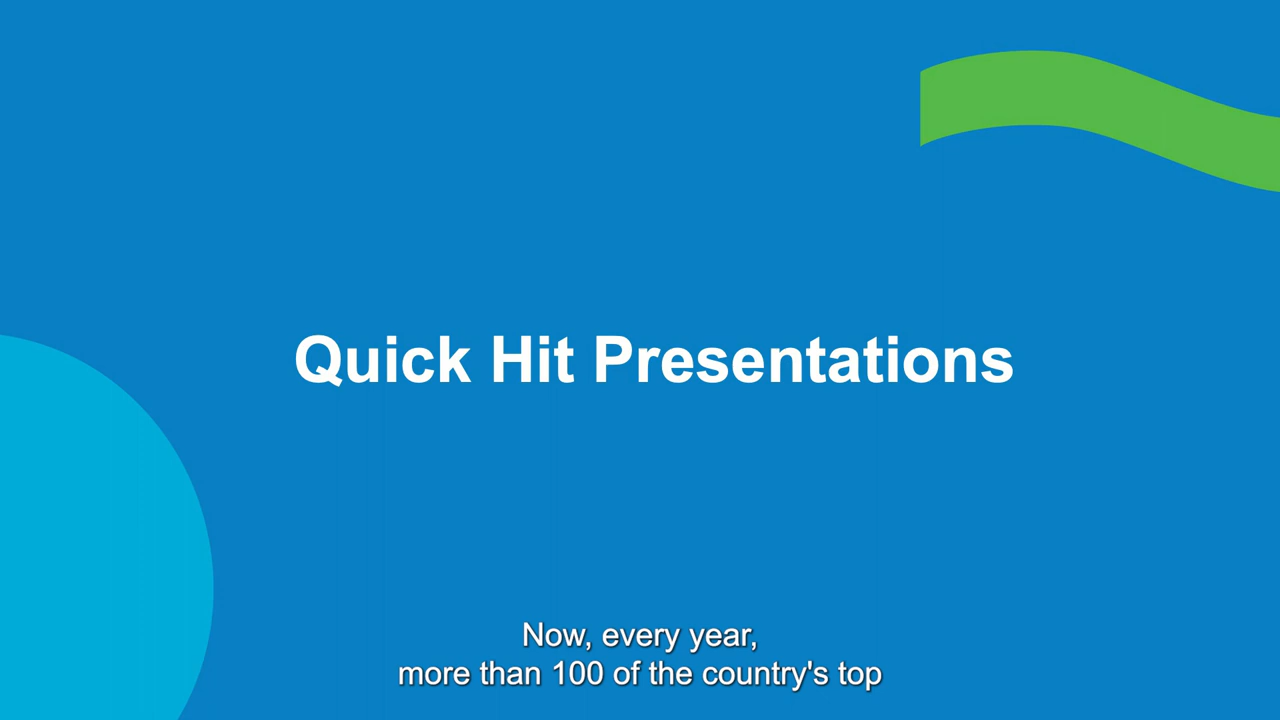 Quick Hit Presentations
Now, every year,
more than 100 of the country's top